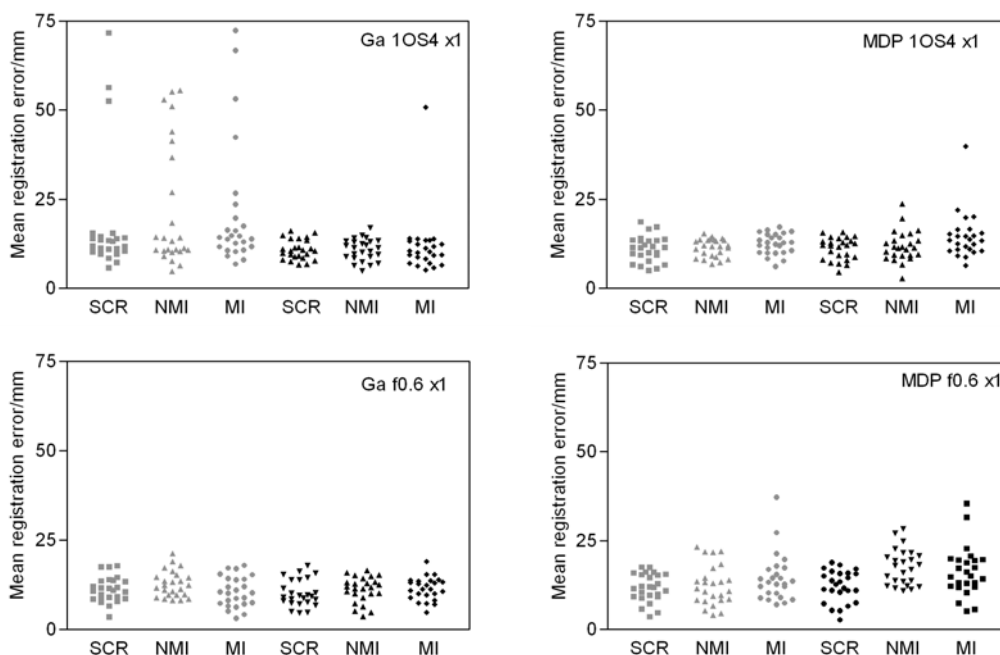 75
50
25
0
Mean registration error/mm
Ga 1OS4 x1
SCR NMI MI SCR NMI MI
75
50
25
0
Mean registration error/mm
MDP 1OS4 x1
SCR NMI MI SCR NMI MI
75
50
25
0
Mean registration error/mm
Ga f0.6 x1
SCR NMI MI SCR NMI MI
75
50
25
0
Mean registration error/mm
MDP f0.6 x1
SCR NMI MI SCR NMI MI